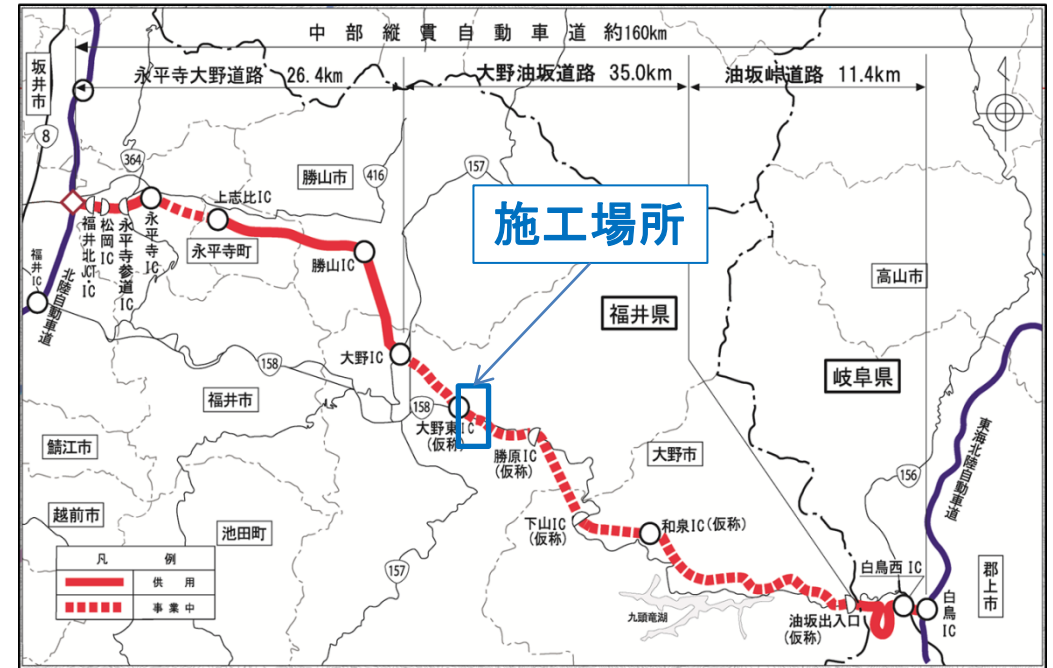 中部縦貫自動車道 約160km
永平寺大野道路 26.4km
大野油坂道路 35.0km
油坂峠道路 11.4km
坂井市
8
364
416
157
勝山市
上志比IC
施工場所
福井北JCT・IC
松岡IC
永平寺参道IC
永平寺IC
永平寺町
勝山IC
福井IC
北陸自動車道
高山市
福井県
岐阜県
大野IC
158
福井市
158
大野東IC
(仮称)
勝原IC
(仮称)
大野市
東海北陸自動車道
156
鯖江市
越前市
池田町
下山IC
(仮称)
和泉IC(仮称)
157
凡例
供用
事業中
九頭竜湖
白鳥西IC
油坂出入口
(仮称)
白鳥IC
郡上市